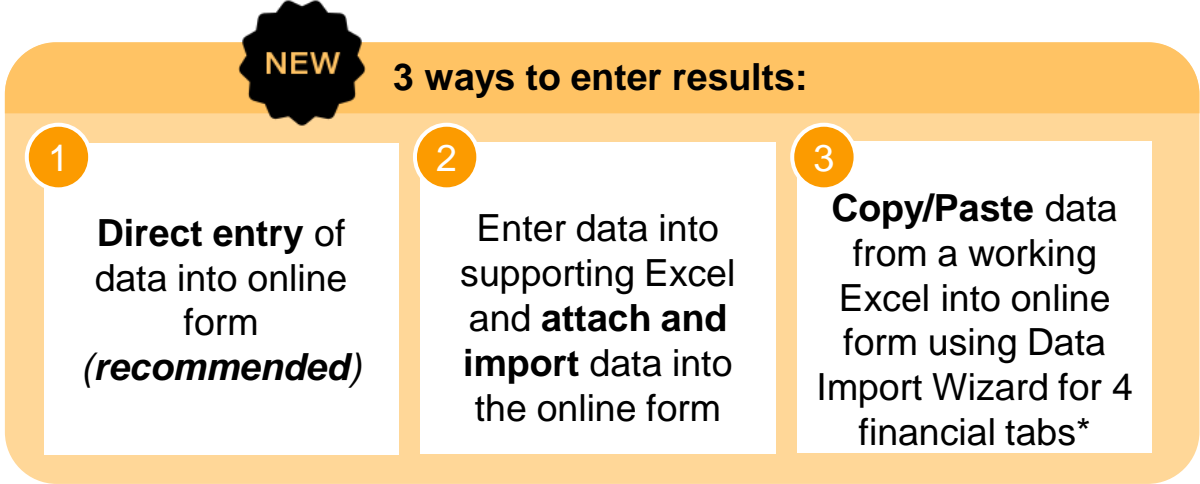 NEW
3 ways to enter results:
1
Direct entry of
data into online
form
(recommended)
2
Enter data into
supporting Excel
and attach and
import data into
the online form
3
Copy/Paste data
from a working
Excel into online
form using Data
Import Wizard for 4
financial tabs*